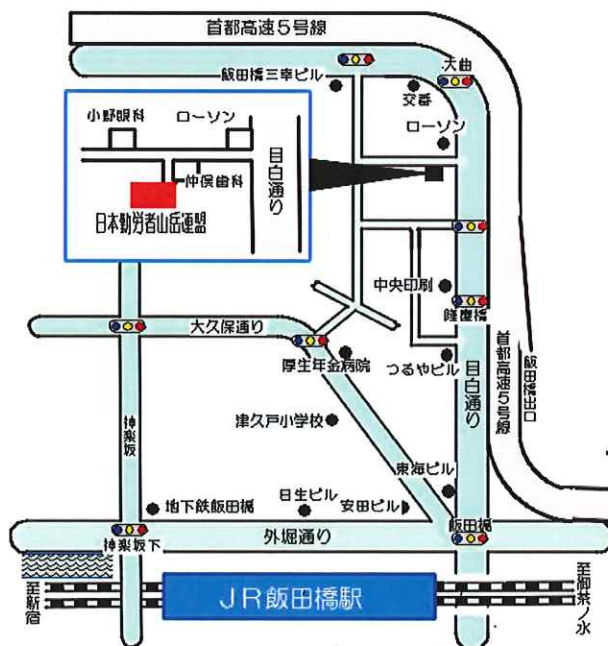 首都高速5号線
大曲
飯田橋三幸ビル
交番
小野眼科
ローソン
ローソン
目白通り
仲俣歯科
日本勤労者山岳連盟
中央印刷
隆慶橋
大久保通り
厚生年金病院
つるやビル
目白通り
首都高速5号線
飯田橋出口
神楽坂
津久戸小学校
東海ビル
地下鉄飯田橋
日生ビル
安田ビル
飯田橋
神楽坂下
外堀通り
至新宿
JR飯田橋駅
至御茶ノ水